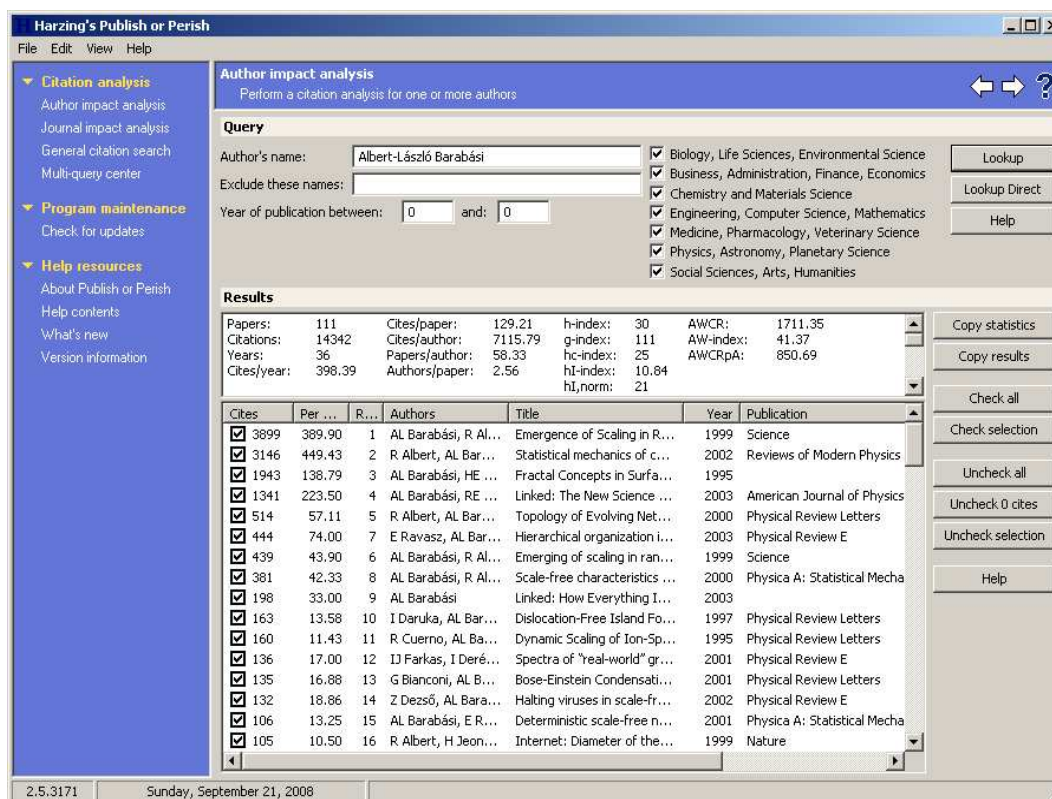 Harzing's Publish or Perish
File Edit View Help
Citation analysis
Author impact analysis
Journal impact analysis
General citation search
Multi-query center
Program maintenance
Check for updates
Help resources
About Publish or Perish
Help contents
What's new
Version information
Author impact analysis
Perform a citation analysis for one or more authors
Query
Author's name: Albert-László Barabási
Exclude these names:
Year of publication between: 0 and: 0
Biology, Life Sciences, Environmental Science
Business, Administration, Finance, Economics
Chemistry and Materials Science
Engineering, Computer Science, Mathematics
Medicine, Pharmacology, Veterinary Science
Physics, Astronomy, Planetary Science
Social Sciences, Arts, Humanities
Lookup
Lookup Direct
Help
Results
Papers: 111 Cites/paper: 129.21 h-index: 30 AWCR: 1711.35
Citations: 14342 Cites/author: 7115.79 g-index: 111 AW-index: 41.37
Years: 36 Papers/author: 58.33 hc-index: 25 AWCRpA: 850.69
Cites/year: 398.39 Authors/paper: 2.56 hI-index: 10.84
hI,norm: 21
Cites Per ... R... Authors Title Year Publication
3899 389.90 1 AL Barabási, R Al... Emergence of Scaling in R... 1999 Science
3146 449.43 2 R Albert, AL Bar... Statistical mechanics of c... 2002 Reviews of Modern Physics
1943 138.79 3 AL Barabási, HE ... Fractal Concepts in Surfa... 1995
1341 223.50 4 AL Barabási, RE ... Linked: The New Science ... 2003 American Journal of Physics
514 57.11 5 R Albert, AL Bar... Topology of Evolving Net... 2000 Physical Review Letters
444 74.00 7 E Ravasz, AL Bar... Hierarchical organization i... 2003 Physical Review E
439 43.90 6 AL Barabási, R Al... Emerging of scaling in ran... 1999 Science
381 42.33 8 AL Barabási, R Al... Scale-free characteristics ... 2000 Physica A: Statistical Mecha
198 33.00 9 AL Barabási Linked: How Everything I... 2003
163 13.58 10 I Daruka, AL Bar... Dislocation-Free Island Fo... 1997 Physical Review Letters
160 11.43 11 R Cuerno, AL Ba... Dynamic Scaling of Ion-Sp... 1995 Physical Review Letters
136 17.00 12 IJ Farkas, I Deré... Spectra of "real-world" gr... 2001 Physical Review E
135 16.88 13 G Bianconi, AL B... Bose-Einstein Condensati... 2001 Physical Review Letters
132 18.86 14 Z Dezső, AL Bara... Halting viruses in scale-fr... 2002 Physical Review E
106 13.25 15 AL Barabási, E R... Deterministic scale-free n... 2001 Physica A: Statistical Mecha
105 10.50 16 R Albert, H Jeon... Internet: Diameter of the... 1999 Nature
Copy statistics
Copy results
Check all
Check selection
Uncheck all
Uncheck 0 cites
Uncheck selection
Help
2.5.3171 Sunday, September 21, 2008